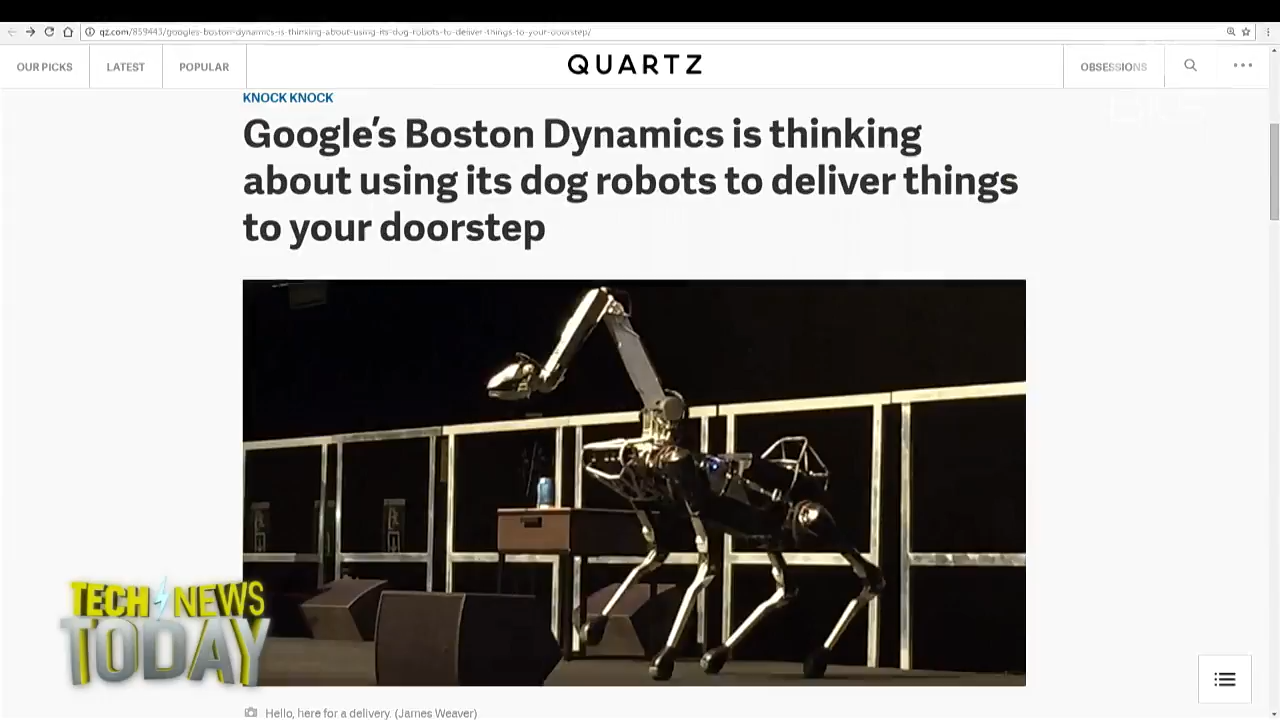 qz.com/859443/googles-boston-dynamics-is-thinking-about-using-its-dog-robots-to-deliver-things-to-your-doorstep/
OUR PICKS
LATEST
POPULAR
QUARTZ
OBSESSIONS
KNOCK KNOCK
Google's Boston Dynamics is thinking
about using its dog robots to deliver things
to your doorstep
TECH NEWS
TODAY
Hello, here for a delivery. (James Weaver)